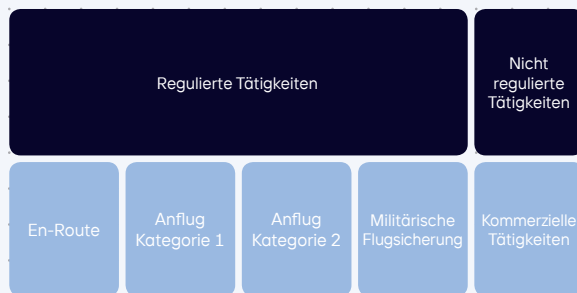 Regulierte Tätigkeiten
Nicht
regulierte
Tätigkeiten
En-Route
Anflug
Kategorie 1
Anflug
Kategorie 2
Militärische
Flugsicherung
Kommerzielle
Tätigkeiten